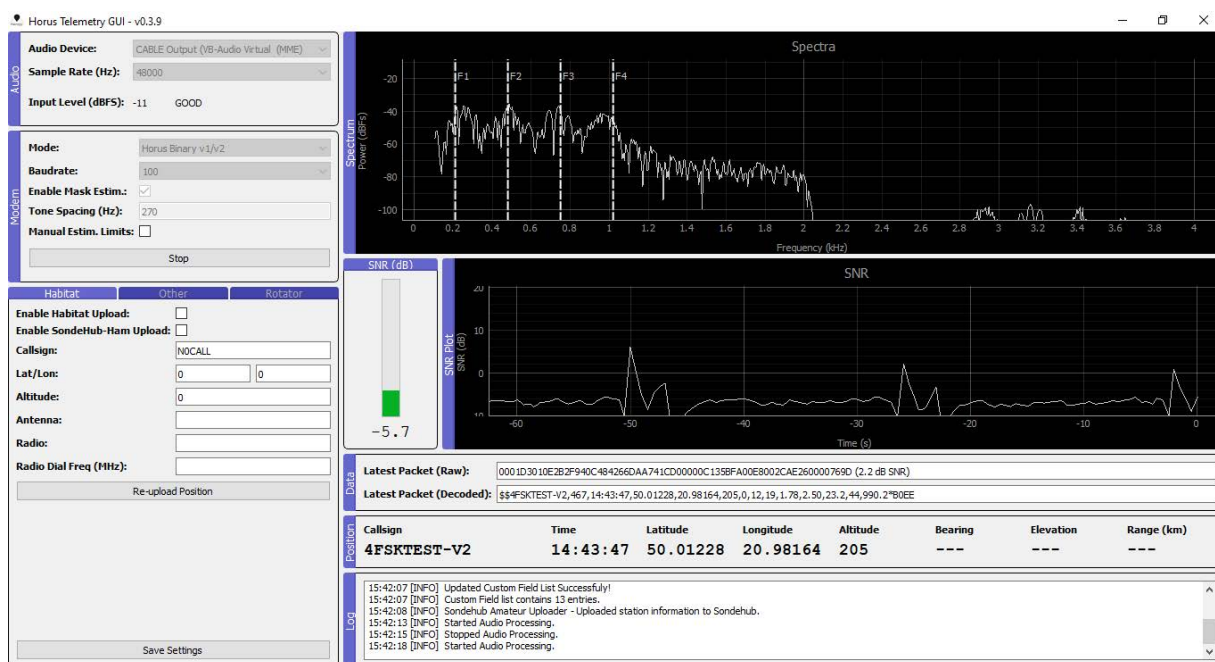 Horus Telemetry GUI - v0.3.9
Audio
Audio Device: CABLE Output (VB-Audio Virtual (MME)
Sample Rate (Hz): 48000
Input Level (dBFS): -11 GOOD
Modem
Mode: Horus Binary v1/v2
Baudrate: 100
Enable Mask Estim.:
Tone Spacing (Hz): 270
Manual Estim. Limits:
Stop
Habitat Other Rotator
Enable Habitat Upload:
Enable SondeHub-Ham Upload:
Callsign: N0CALL
Lat/Lon: 0 0
Altitude: 0
Antenna:
Radio:
Radio Dial Freq (MHz):
Re-upload Position
Save Settings
Spectrum
Spectra
Power (dBFs)
-20
-40
-60
-80
-100
F1 F2 F3 F4
0 0.2 0.4 0.6 0.8 1 1.2 1.4 1.6 1.8 2 2.2 2.4 2.6 2.8 3 3.2 3.4 3.6 3.8 4
Frequency (kHz)
SNR (dB)
-5.7
SNR Plot
SNR
SNR (dB)
20
10
0
10
-60 -50 -40 -30 -20 -10 0
Time (s)
Data
Latest Packet (Raw): 0001D3010E2B2F940C484266DAA741CD00000C135BFA00E8002CAE260000769D (2.2 dB SNR)
Latest Packet (Decoded): $$4FSKTEST-V2,467,14:43:47,50.01228,20.98164,205,0,12,19,1.78,2.50,23.2,44,990.2*B0EE
Position
Callsign Time Latitude Longitude Altitude Bearing Elevation Range (km)
4FSKTEST-V2 14:43:47 50.01228 20.98164 205 --- --- ---
Log
15:42:07 [INFO] Updated Custom Field List Successfuly!
15:42:07 [INFO] Custom Field list contains 13 entries.
15:42:08 [INFO] Sondehub Amateur Uploader - Uploaded station information to Sondehub.
15:42:13 [INFO] Started Audio Processing.
15:42:15 [INFO] Stopped Audio Processing.
15:42:18 [INFO] Started Audio Processing.